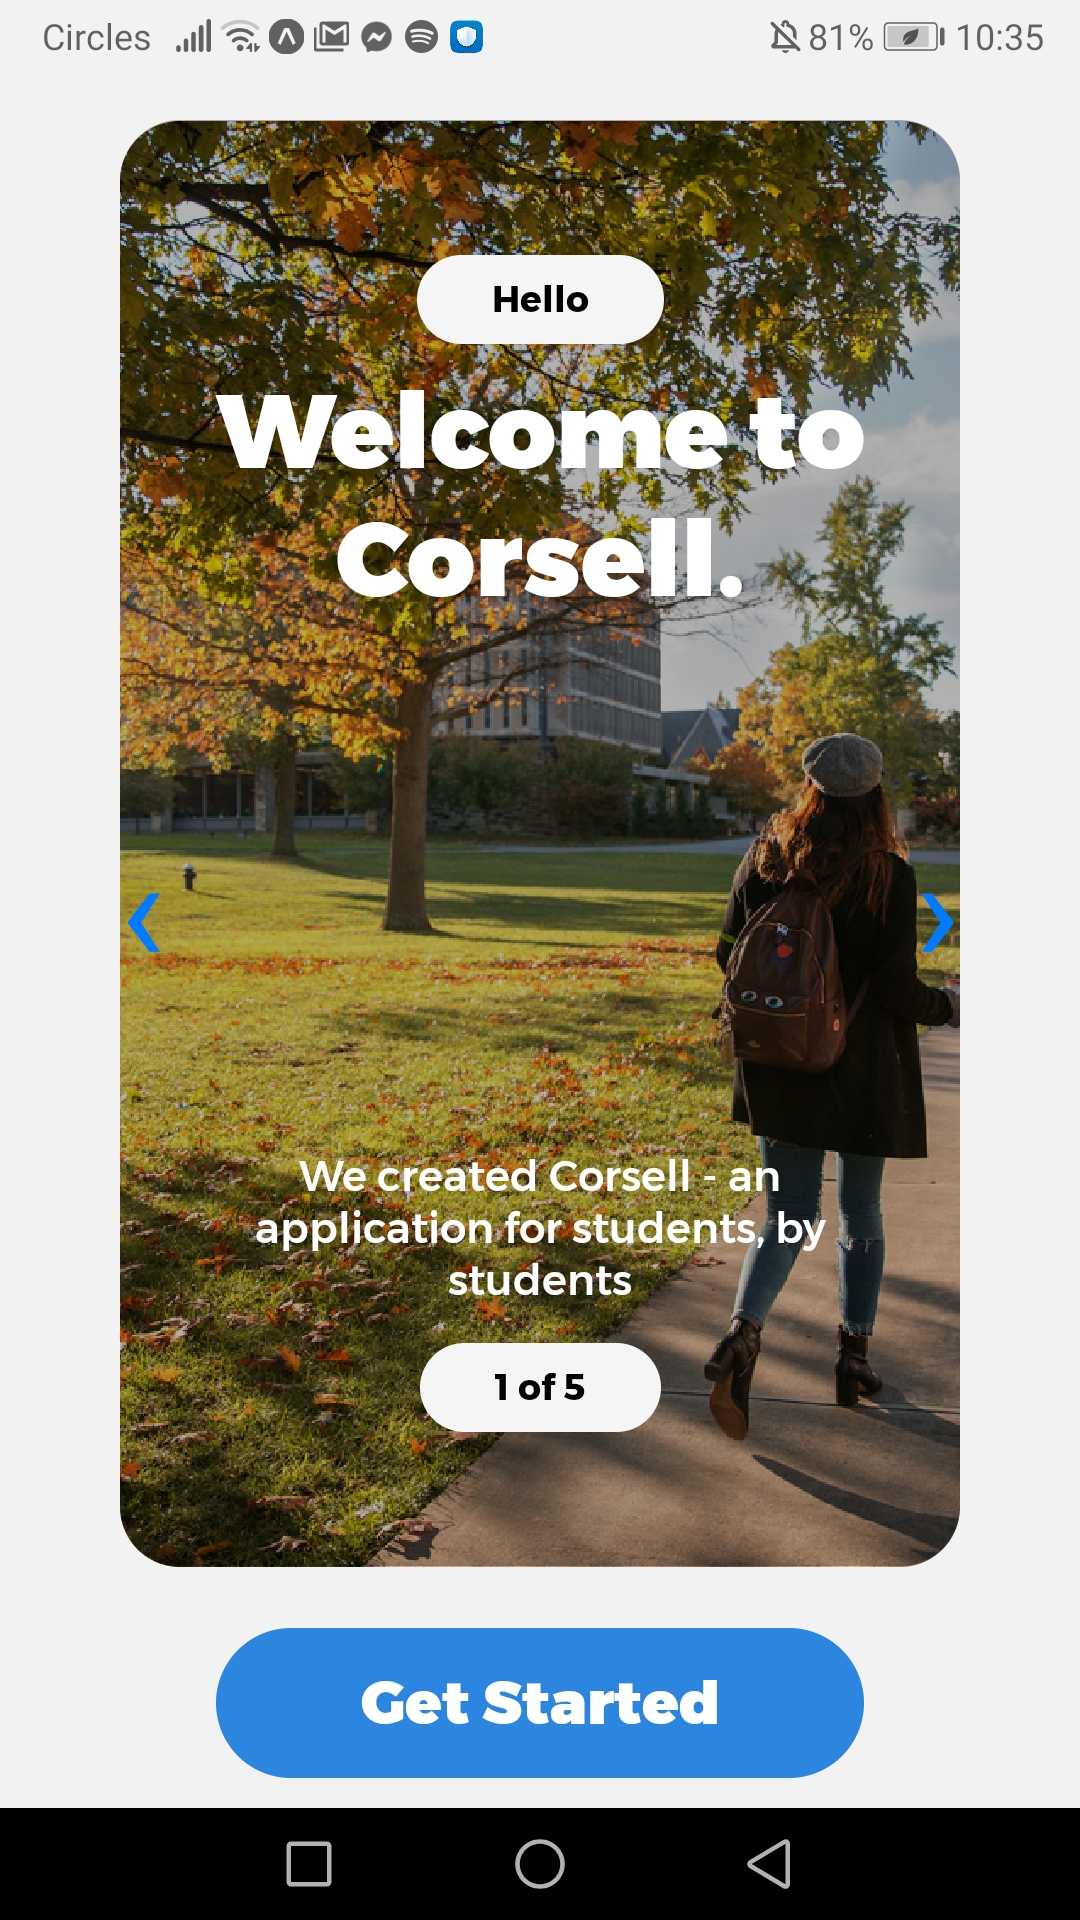 Circles 81% 10:35
Hello
Welcome to
Corsell.
❮ ❯
We created Corsell - an
application for students, by
students
1 of 5
Get Started